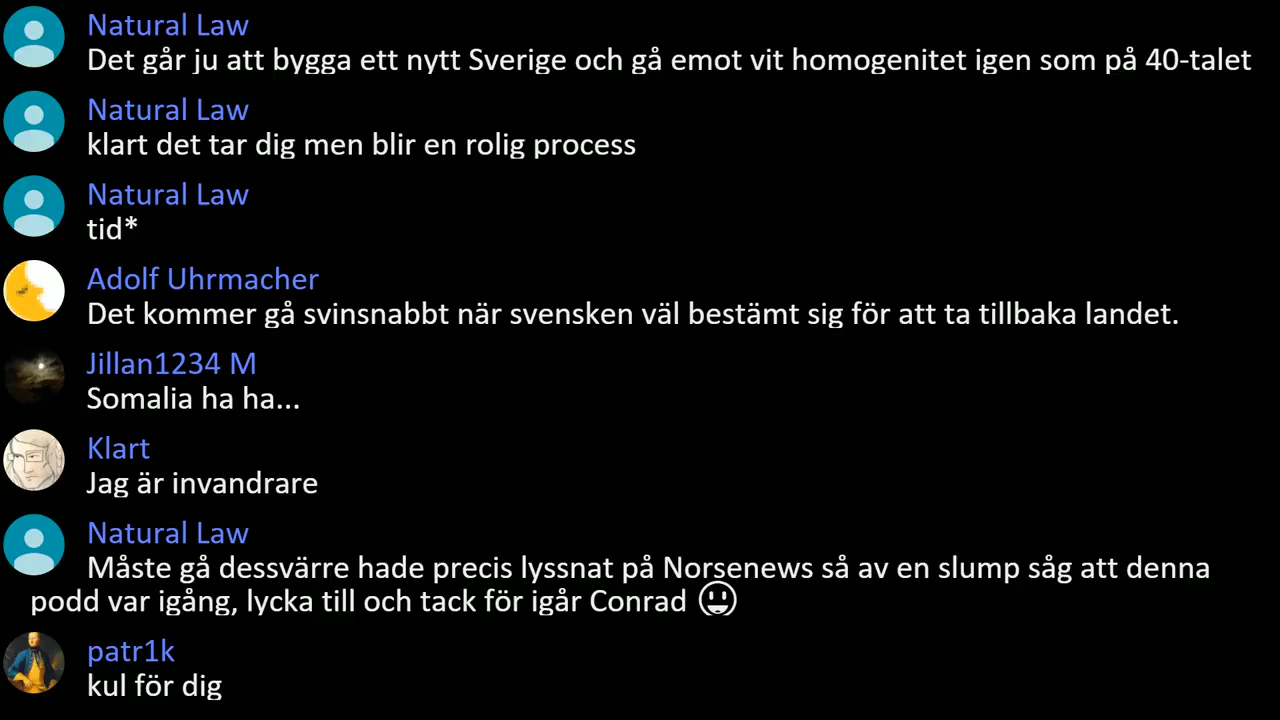 Natural Law
Det går ju att bygga ett nytt Sverige och gå emot vit homogenitet igen som på 40-talet
Natural Law
klart det tar dig men blir en rolig process
Natural Law
tid*
Adolf Uhrmacher
Det kommer gå svinsnabbt när svensken väl bestämt sig för att ta tillbaka landet.
Jillan1234 M
Somalia ha ha...
Klart
Jag är invandrare
Natural Law
Måste gå dessvärre hade precis lyssnat på Norsenews så av en slump såg att denna
podd var igång, lycka till och tack för igår Conrad 😃
patr1k
kul för dig